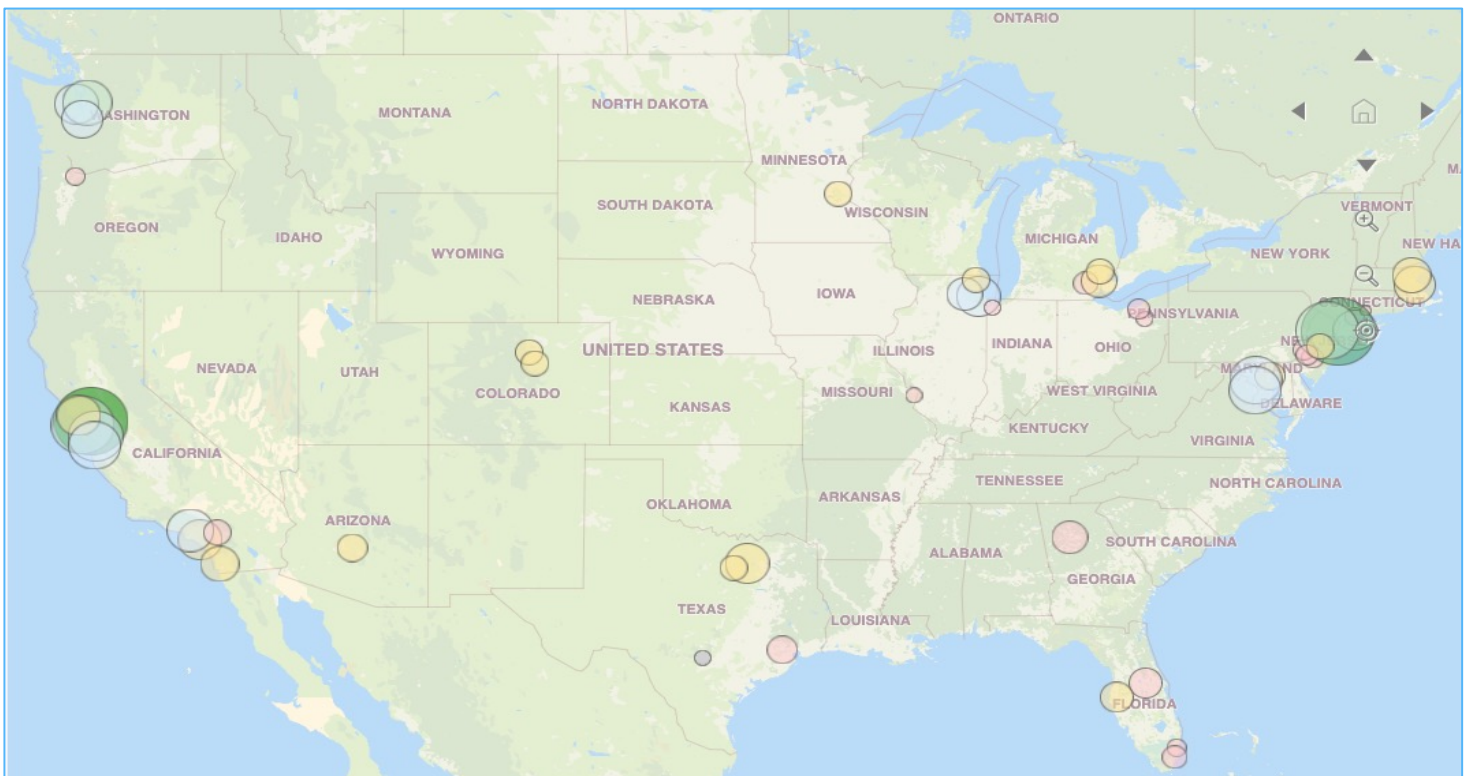 ONTARIO
WASHINGTON
MONTANA
NORTH DAKOTA
MINNESOTA
SOUTH DAKOTA
WISCONSIN
VERMONT
OREGON
IDAHO
MICHIGAN
NEW YORK
NEW HA
WYOMING
NEBRASKA
IOWA
CONNECTICUT
PENNSYLVANIA
UNITED STATES
ILLINOIS
INDIANA
OHIO
NEVADA
UTAH
MARYLAND
COLORADO
MISSOURI
WEST VIRGINIA
KANSAS
DELAWARE
KENTUCKY
VIRGINIA
CALIFORNIA
TENNESSEE
NORTH CAROLINA
OKLAHOMA
ARKANSAS
ARIZONA
SOUTH CAROLINA
ALABAMA
GEORGIA
TEXAS
LOUISIANA
FLORIDA